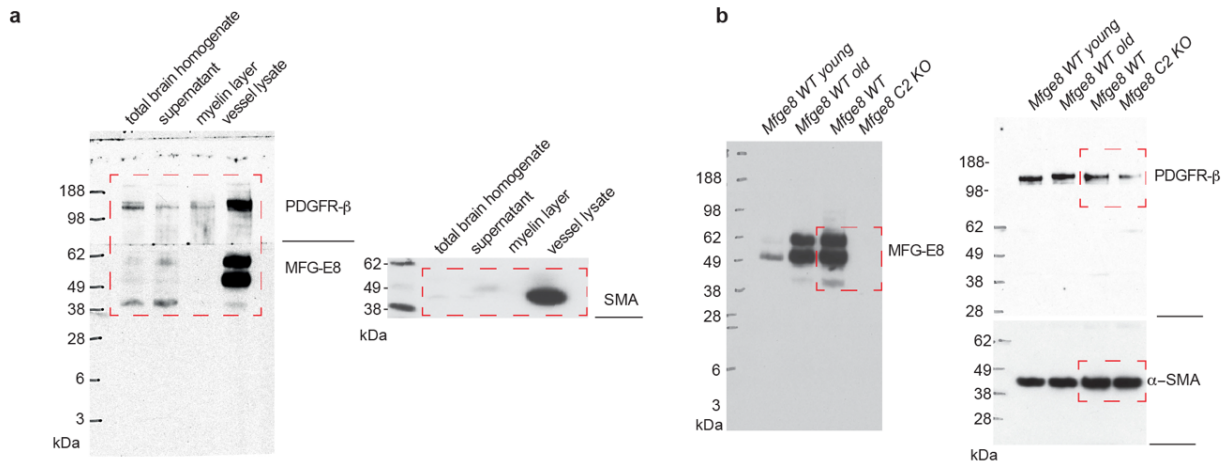 a
total brain homogenate
supernatant
myelin layer
vessel lysate
188
98
62
49
38
28
6
3
kDa
PDGFR-β
MFG-E8
total brain homogenate
supernatant
myelin layer
vessel lysate
62
49
38
kDa
SMA
b
Mfge8 WT young
Mfge8 WT old
Mfge8 WT
Mfge8 C2 KO
188
98
62
49
38
28
6
3
kDa
MFG-E8
Mfge8 WT young
Mfge8 WT old
Mfge8 WT
Mfge8 C2 KO
188-
98-
62
49
38
28
PDGFR-β
62
49
38
28
kDa
α–SMA